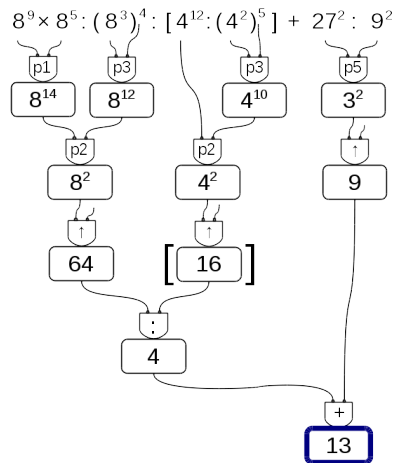 8⁹ × 8⁵ : ( 8³ )⁴ : [ 4¹² : ( 4² )⁵ ] + 27² : 9²
p1 p3 p3 p5
8¹⁴ 8¹² 4¹⁰ 3²
p2 p2 ↑
8² 4² 9
↑ ↑
64 [ 16 ]
:
4
+
13